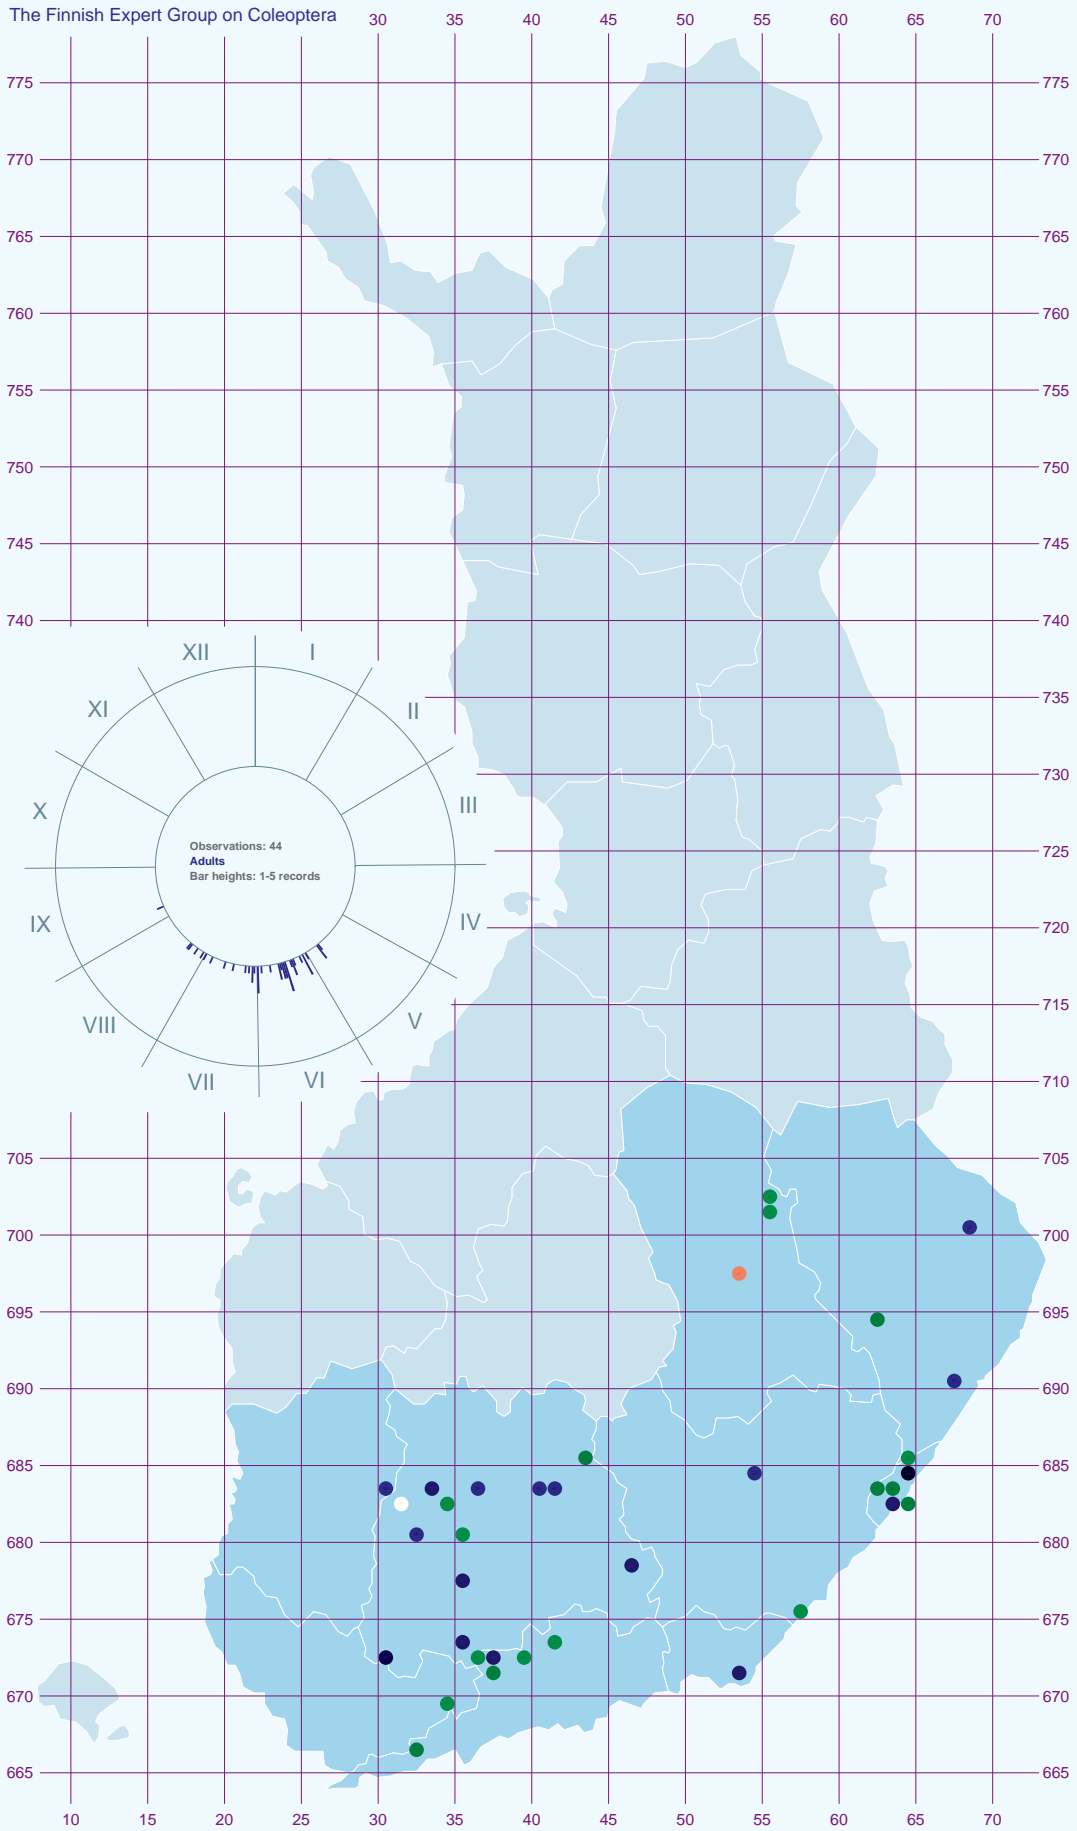 The Finnish Expert Group on Coleoptera
30 35 40 45 50 55 60 65 70
775 775
770 770
765 765
760 760
755 755
750 750
745 745
740 740
XII I
XI II
735
730
X III
Observations: 44
Adults
Bar heights: 1-5 records
725
IX IV
720
715
VIII V
VII VI
710
705 705
700 700
695 695
690 690
685 685
680 680
675 675
670 670
665 665
10 15 20 25 30 35 40 45 50 55 60 65 70